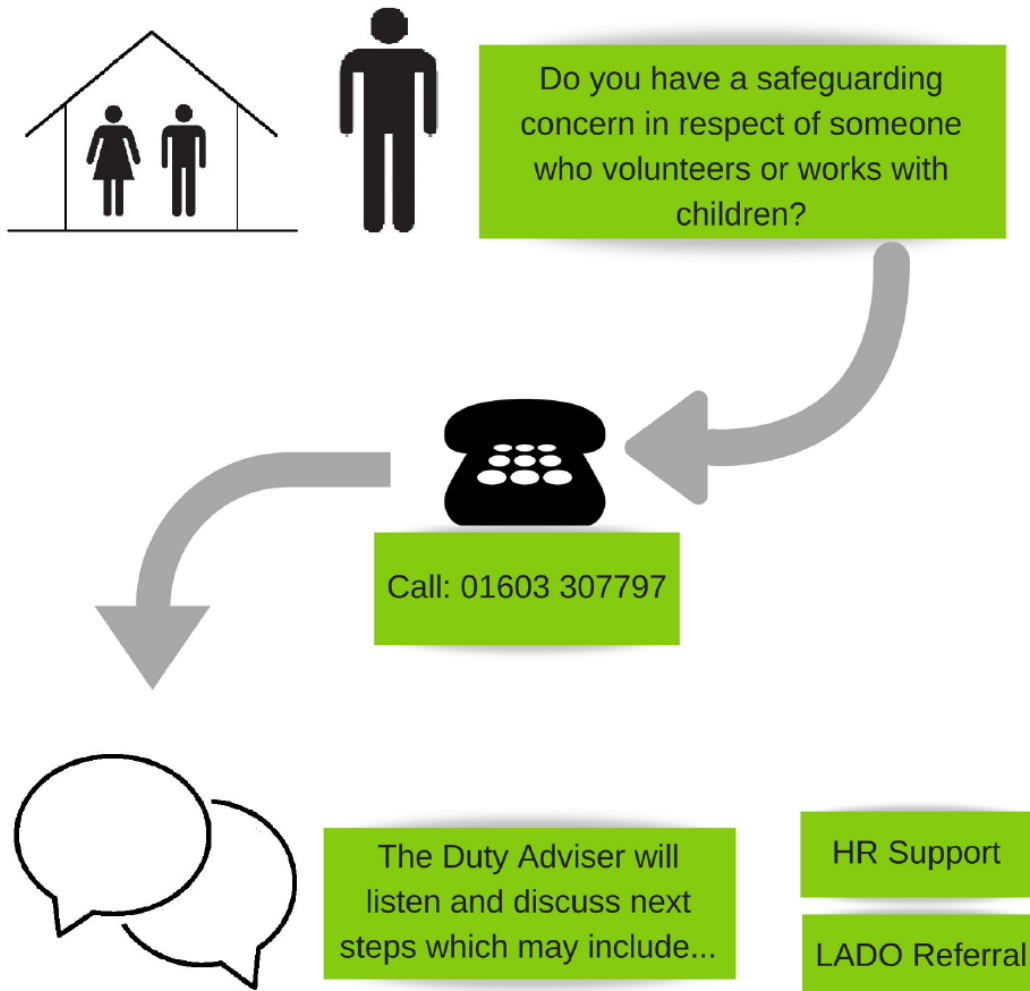 Do you have a safeguarding
concern in respect of someone
who volunteers or works with
children?
Call: 01603 307797
The Duty Adviser will
listen and discuss next
steps which may include...
HR Support
LADO Referral